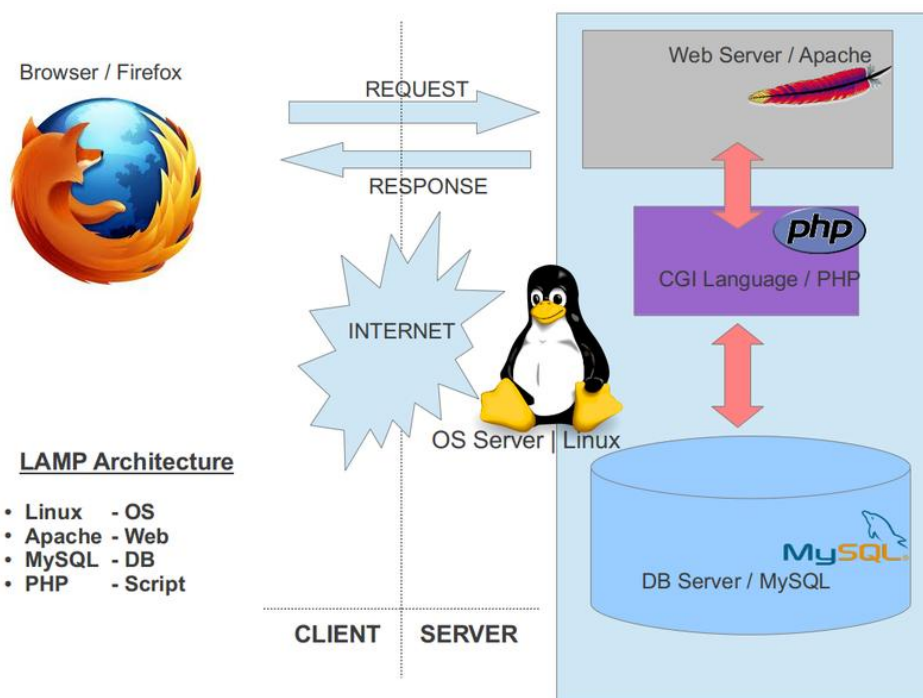 Browser / Firefox
REQUEST
RESPONSE
INTERNET
Web Server / Apache
php
CGI Language / PHP
OS Server | Linux
MySQL
DB Server / MySQL
LAMP Architecture
• Linux - OS
• Apache - Web
• MySQL - DB
• PHP - Script
CLIENT SERVER